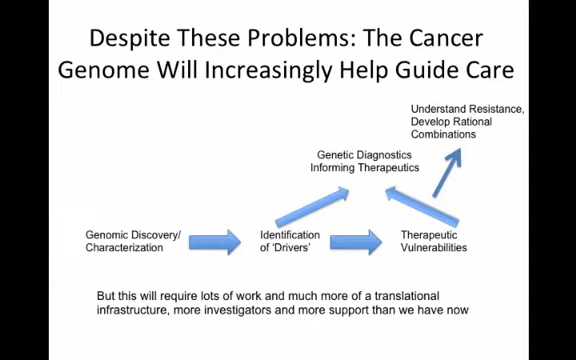 Despite These Problems: The Cancer
Genome Will Increasingly Help Guide Care
Understand Resistance,
Develop Rational
Combinations
Genetic Diagnostics
Informing Therapeutics
Genomic Discovery/
Characterization
Identification
of 'Drivers'
Therapeutic
Vulnerabilities
But this will require lots of work and much more of a translational
infrastructure, more investigators and more support than we have now